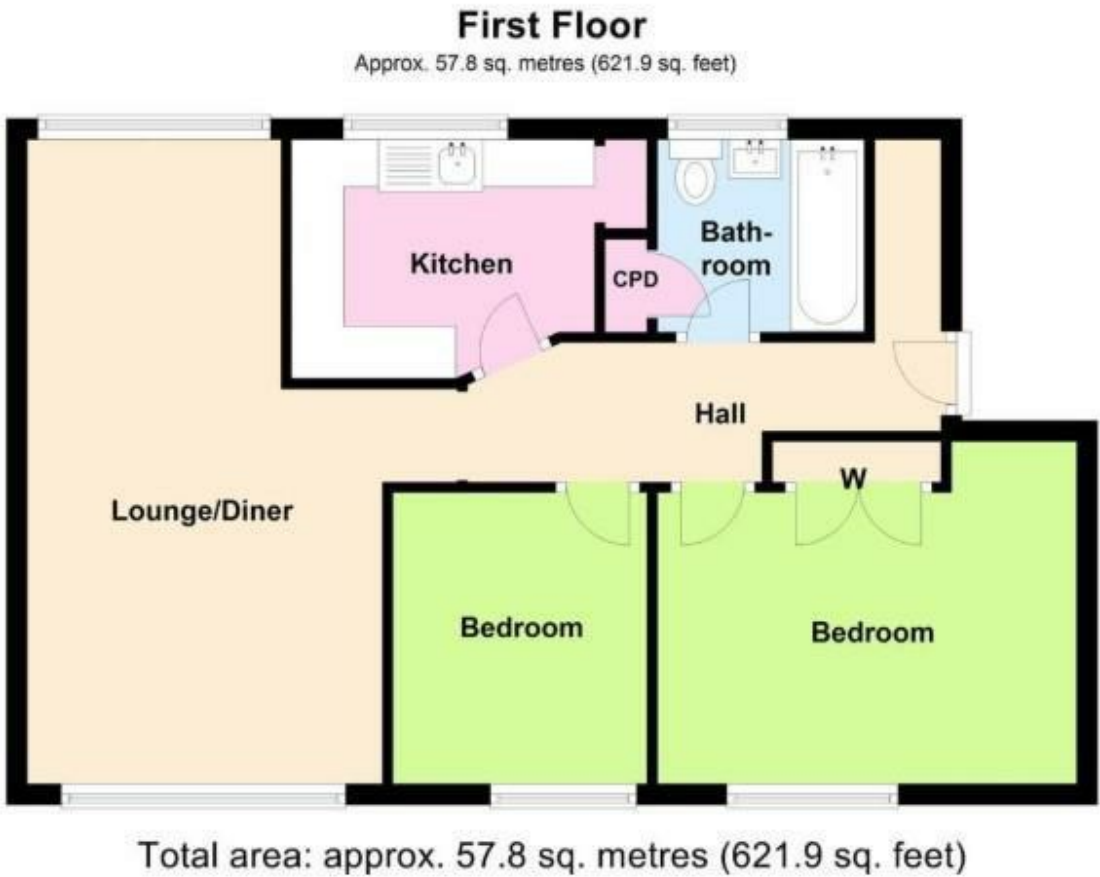 First Floor
Approx. 57.8 sq. metres (621.9 sq. feet)
Kitchen
CPD
Bath-
room
Hall
W
Lounge/Diner
Bedroom
Bedroom
Total area: approx. 57.8 sq. metres (621.9 sq. feet)